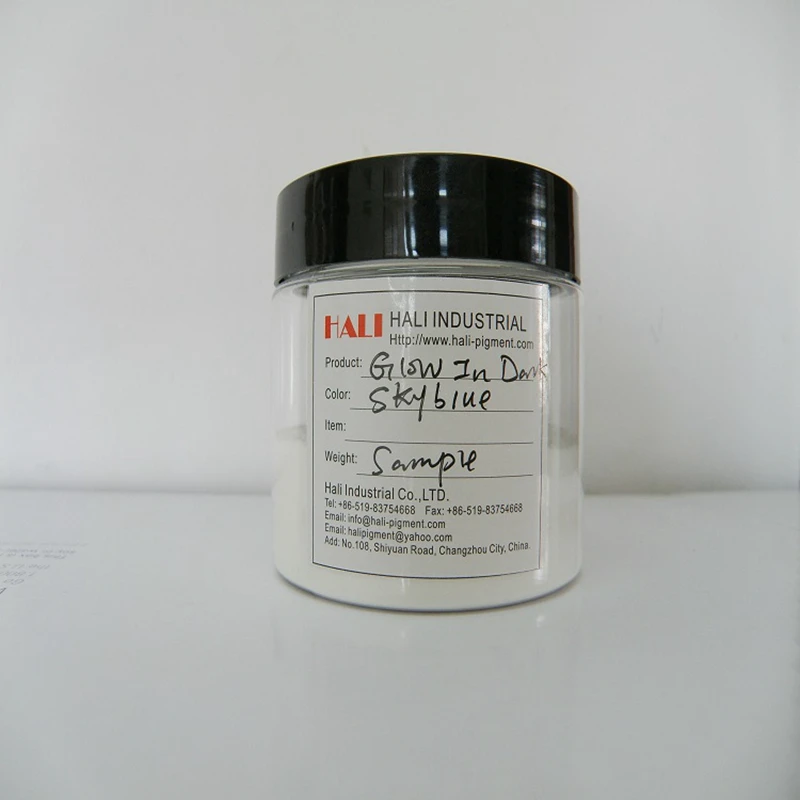 HALI HALI INDUSTRIAL
Http://www.hali-pigment.com
Product: Glow In Dark
Color: Skyblue
Item:
Weight: Sample
Hali Industrial Co.,LTD.
Tel: +86-519-83754668 Fax: +86-519-83754668
Email: info@hali-pigment.com
Email: halipigment@yahoo.com
Add: No.108, Shiyuan Road, Changzhou City, China.